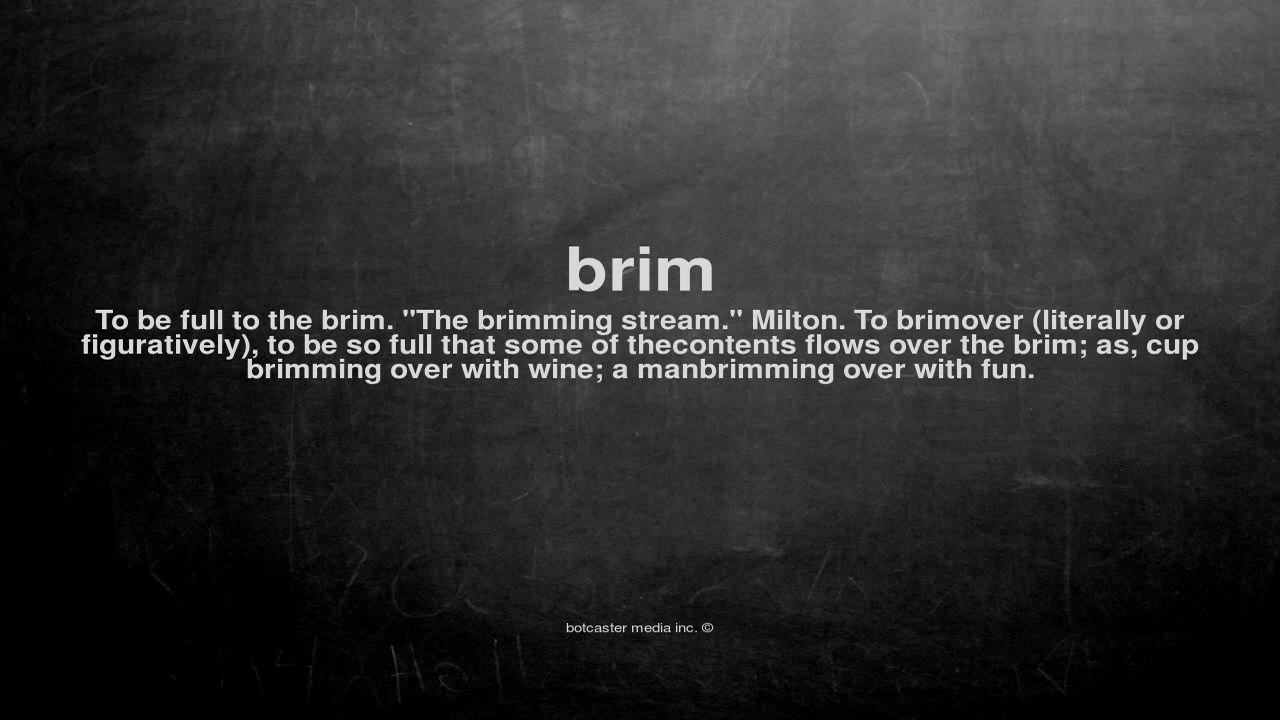 brim
To be full to the brim. "The brimming stream." Milton. To brimover (literally or
figuratively), to be so full that some of thecontents flows over the brim; as, cup
brimming over with wine; a manbrimming over with fun.
botcaster media inc. ©